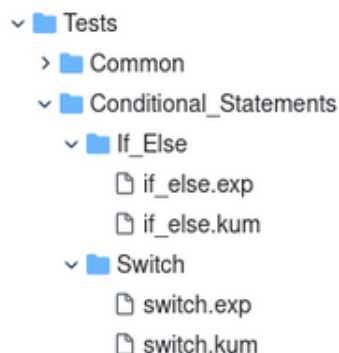 Tests
Common
Conditional_Statements
If_Else
if_else.exp
if_else.kum
Switch
switch.exp
switch.kum